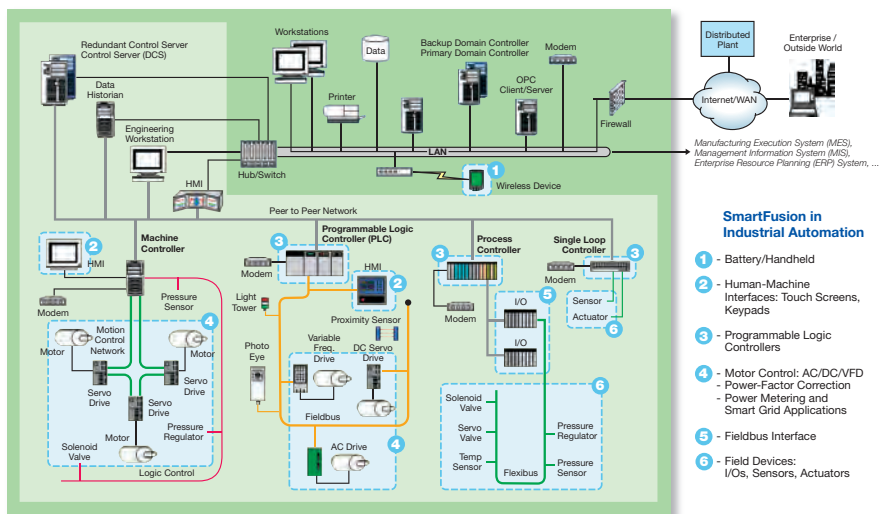 Redundant Control Server
Control Server (DCS)
Data
Historian
Engineering
Workstation
HMI
Hub/Switch
Workstations
Printer
Data
Backup Domain Controller
Primary Domain Controller
OPC
Client/Server
Modem
Firewall
LAN
1
Wireless Device
Distributed
Plant
Enterprise /
Outside World
Internet/WAN
Manufacturing Execution System (MES),
Management Information System (MIS),
Enterprise Resource Planning (ERP) System, ...
Peer to Peer Network
2
HMI
Machine
Controller
Modem
Pressure
Sensor
4
Motion
Control
Network
Motor
Motor
Servo
Drive
Servo
Drive
Servo
Drive
Motor
Pressure
Regulator
Solenoid
Valve
Logic Control
3
Programmable Logic
Controller (PLC)
Modem
HMI
2
Light
Tower
Proximity Sensor
Photo
Eye
Variable
Freq.
Drive
DC Servo
Drive
Fieldbus
AC Drive
4
3
Process
Controller
Modem
5
I/O
I/O
Single Loop
Controller
3
Modem
Sensor
Actuator
6
6
Solenoid
Valve
Servo
Valve
Temp
Sensor
Pressure
Regulator
Pressure
Sensor
Flexibus
SmartFusion in
Industrial Automation
1 - Battery/Handheld
2 - Human-Machine
Interfaces: Touch Screens,
Keypads
3 - Programmable Logic
Controllers
4 - Motor Control: AC/DC/VFD
- Power-Factor Correction
- Power Metering and
Smart Grid Applications
5 - Fieldbus Interface
6 - Field Devices:
I/Os, Sensors, Actuators